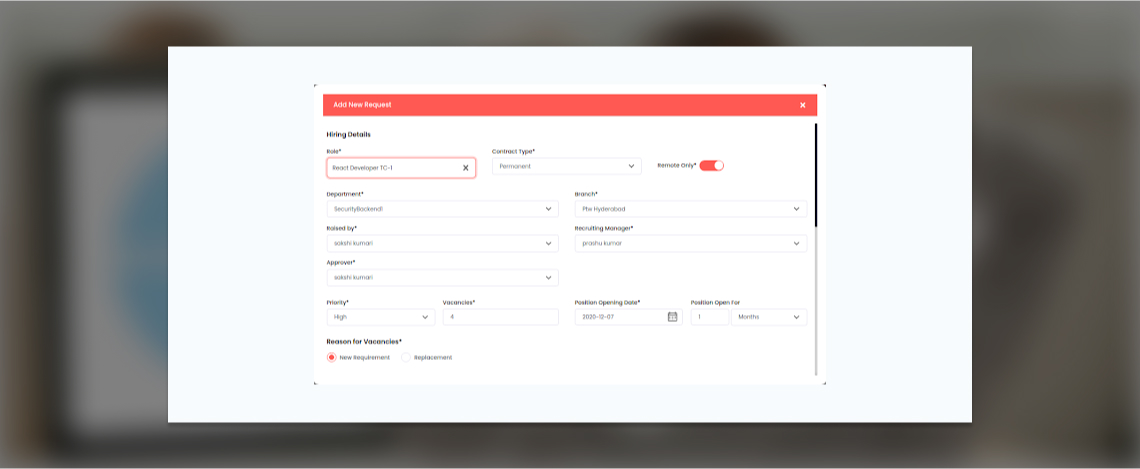 Add New Request
Hiring Details
Role* Contract Type*
React Developer TC-1 Permanent Remote Only*
Department* Branch*
SecurityBackend1 Ptw Hyderabad
Raised by* Recruiting Manager*
sakshi kumari prashu kumar
Approver*
sakshi kumari
Priority* Vacancies* Position Opening Date* Position Open For
High 4 2020-12-07 1 Months
Reason for Vacancies*
New Requirement Replacement